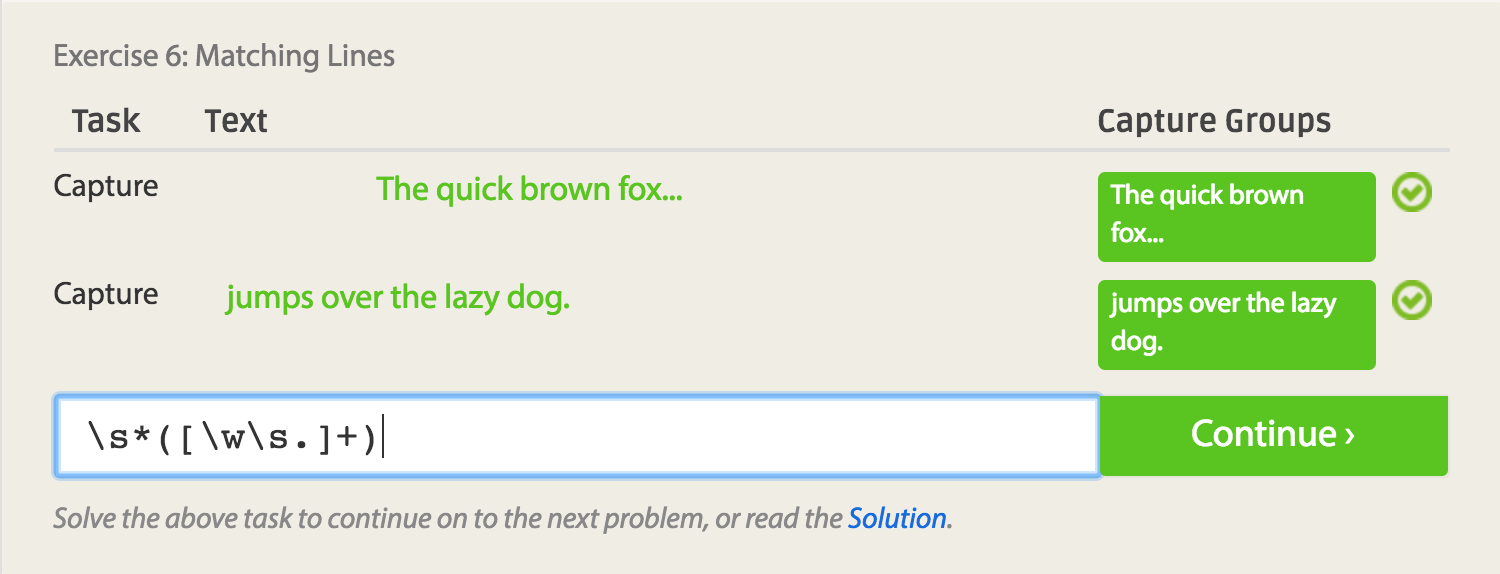 Exercise 6: Matching Lines
Task Text Capture Groups
Capture The quick brown fox... The quick brown
fox...
Capture jumps over the lazy dog. jumps over the lazy
dog.
\s*([\w\s.]+) Continue ›
Solve the above task to continue on to the next problem, or read the Solution.